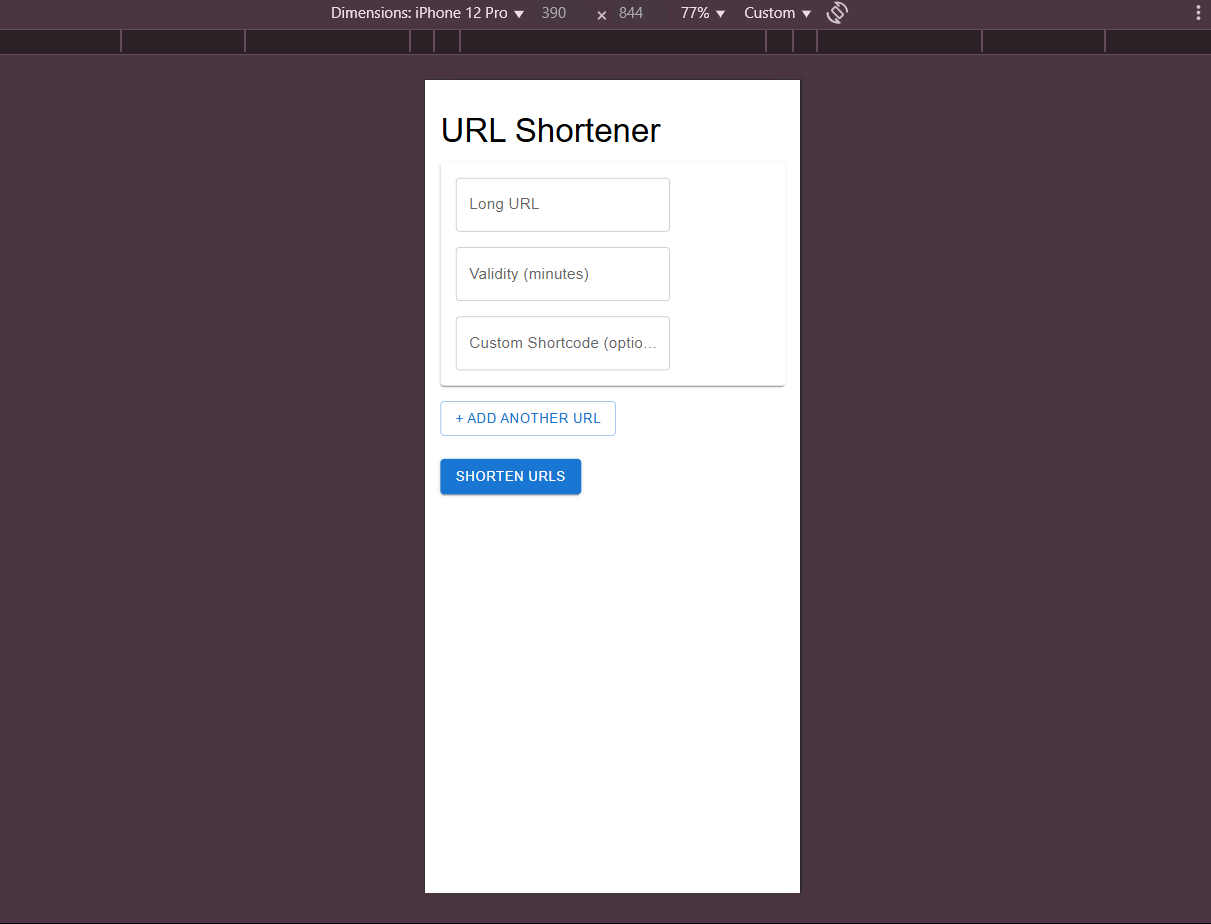 Dimensions: iPhone 12 Pro ▼ 390 × 844 77% ▼ Custom ▼
URL Shortener
Long URL
Validity (minutes)
Custom Shortcode (optio...
+ ADD ANOTHER URL
SHORTEN URLS